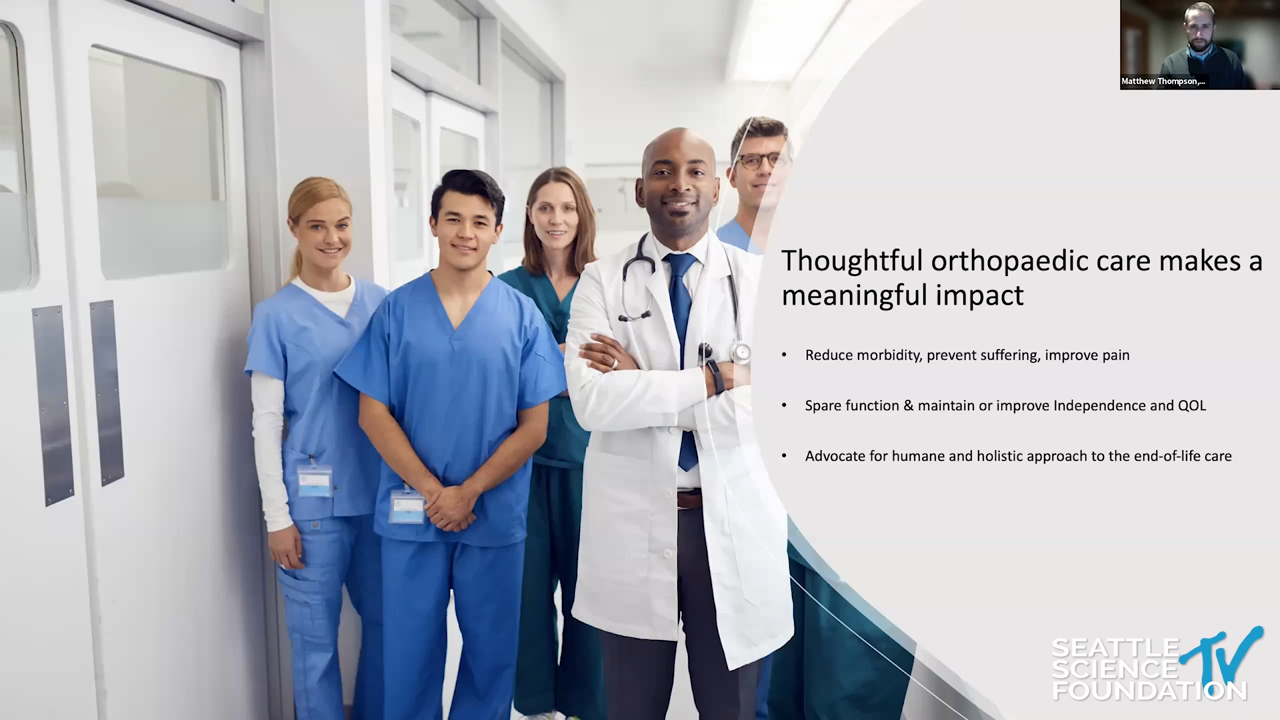 Matthew Thompson,...
Thoughtful orthopaedic care makes a
meaningful impact
• Reduce morbidity, prevent suffering, improve pain
• Spare function & maintain or improve Independence and QOL
• Advocate for humane and holistic approach to the end-of-life care
SEATTLE
SCIENCE
FOUNDATION
TV